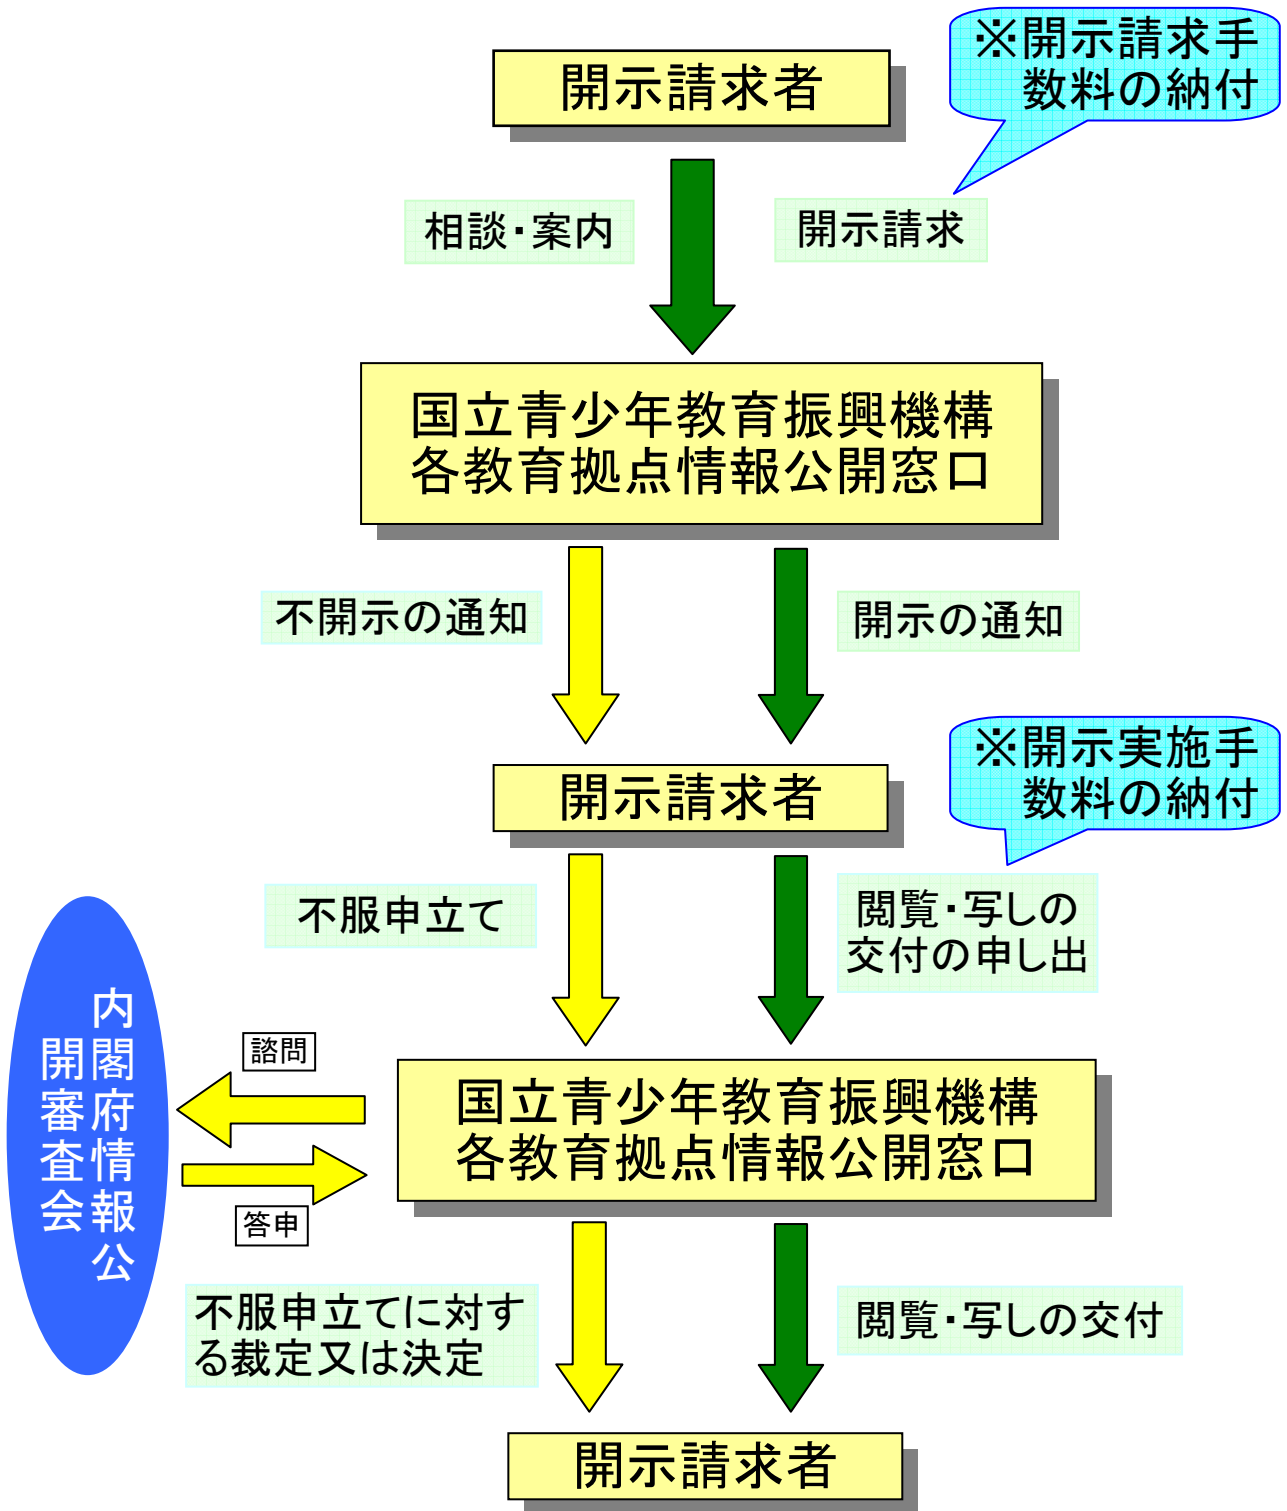 開示請求者
※開示請求手
数料の納付
相談・案内
開示請求
国立青少年教育振興機構
各教育拠点情報公開窓口
不開示の通知
開示の通知
開示請求者
※開示実施手
数料の納付
不服申立て
閲覧・写しの
交付の申し出
内閣府情報公
開審査会
諮問
国立青少年教育振興機構
各教育拠点情報公開窓口
答申
不服申立てに対す
る裁定又は決定
閲覧・写しの交付
開示請求者